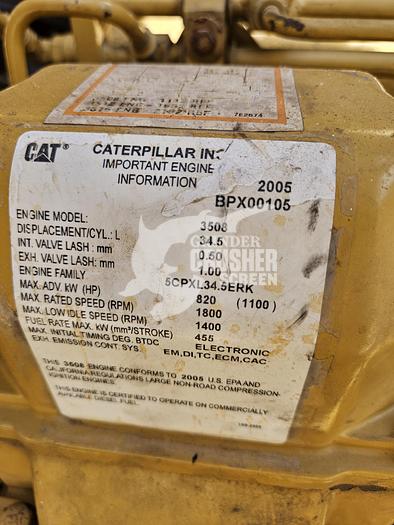 7E2674
CAT
CATERPILLAR INC
IMPORTANT ENGINE
INFORMATION
2005
BPX00105
ENGINE MODEL: 3508
DISPLACEMENT/CYL: L 34.5
INT. VALVE LASH: mm 0.50
EXH. VALVE LASH: mm 1.00
ENGINE FAMILY 5CPXL34.5ERK
MAX. ADV. kW (HP) 820 (1100)
MAX. RATED SPEED (RPM) 1800
MAX. LOW IDLE SPEED (RPM) 1400
FUEL RATE MAX. kW (mm³/STROKE) 455
MAX. INITIAL TIMING DEG. BTDC ELECTRONIC
EXH. EMISSION CONT. SYS. EM,DI,TC,ECM,CAC
THIS 3508 ENGINE CONFORMS TO 2005 U.S. EPA AND
CALIFORNIA REGULATIONS LARGE NON-ROAD COMPRESSION-
IGNITION ENGINES.
THIS ENGINE IS CERTIFIED TO OPERATE ON COMMERCIALLY
AVAILABLE DIESEL FUEL.
GRINDER
CRUSHER
SCREEN